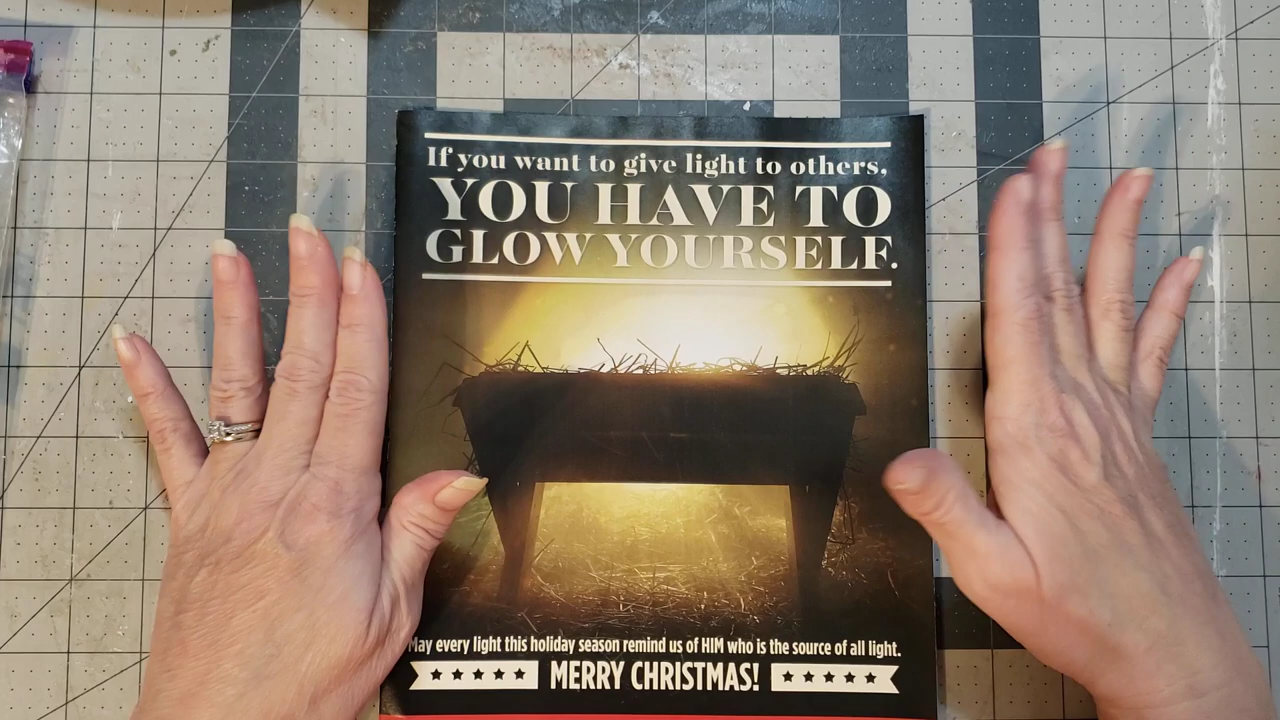 If you want to give light to others,
YOU HAVE TO
GLOW YOURSELF.
May every light this holiday season remind us of HIM who is the source of all light.
MERRY CHRISTMAS!